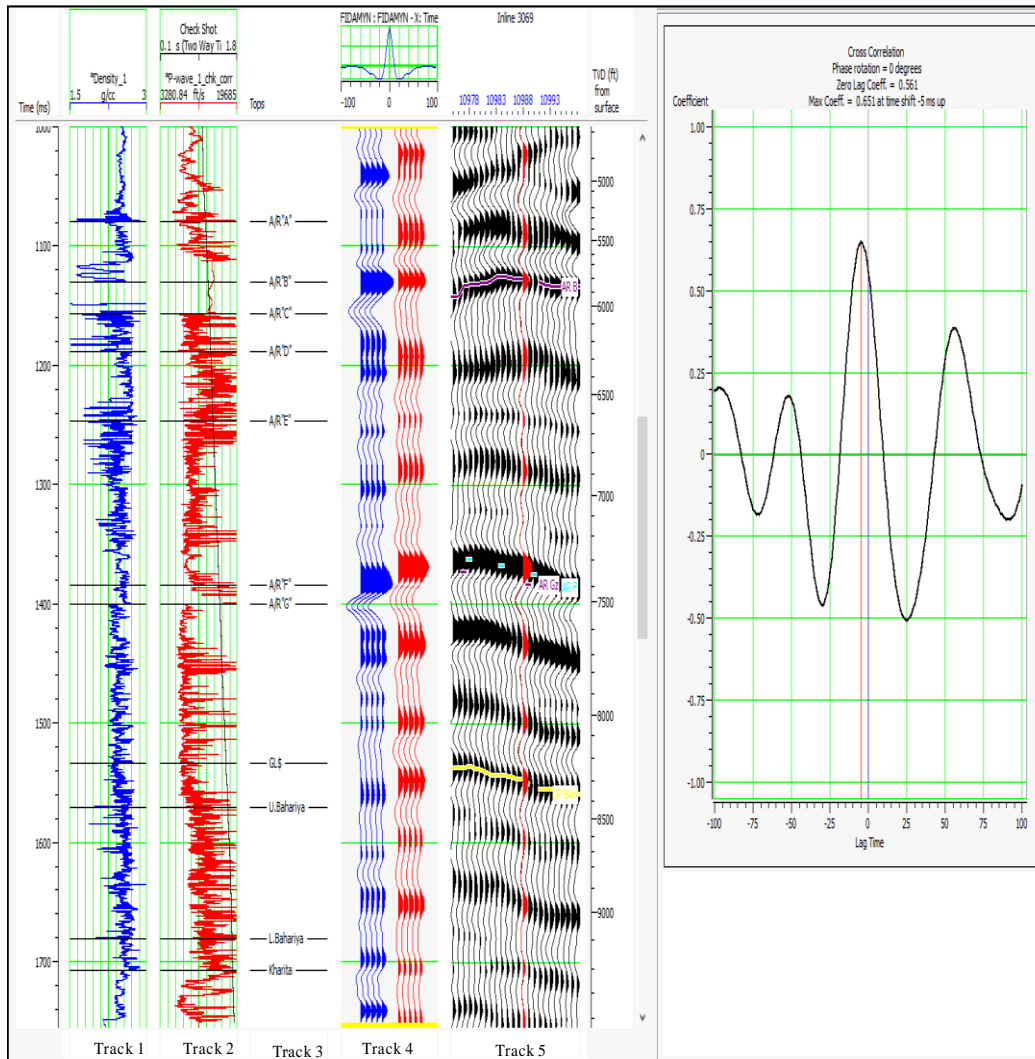 Check Shot
0.1 s (Two Way Ti 1.8
*Density_1
1.5 3
g/cc
*P-wave_1_chk_corr
3280.84 ft/s 19685
Time (ms)
Tops
FIDAMYN : FIDAMYN - X: Time
-100 0 100
Inline 3069
10978 10983 10988 10993
TVD (ft)
from
surface
1000
1100
1200
1300
1400
1500
1600
1700
A/R"A"
A/R"B"
A/R"C"
A/R"D"
A/R"E"
A/R"F"
A/R"G"
GL$
U.Bahariya
L.Bahariya
Kharita
AR B
AR Gz
AR F
5000
5500
6000
6500
7000
7500
8000
8500
9000
Track 1
Track 2
Track 3
Track 4
Track 5
Cross Correlation
Phase rotation = 0 degrees
Zero Lag Coeff. = 0.561
Max Coeff. = 0.651 at time shift -5 ms up
Coefficient
1.00
0.75
0.50
0.25
0
-0.25
-0.50
-0.75
-1.00
-100 -75 -50 -25 0 25 50 75 100
Lag Time